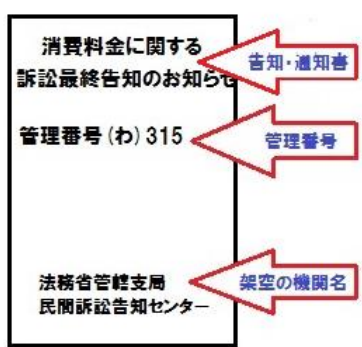 消費料金に関する
訴訟最終告知のお知らせ
告知・通知書
管理番号(わ)315
管理番号
法務省管轄支局
民間訴訟告知センター
架空の機関名